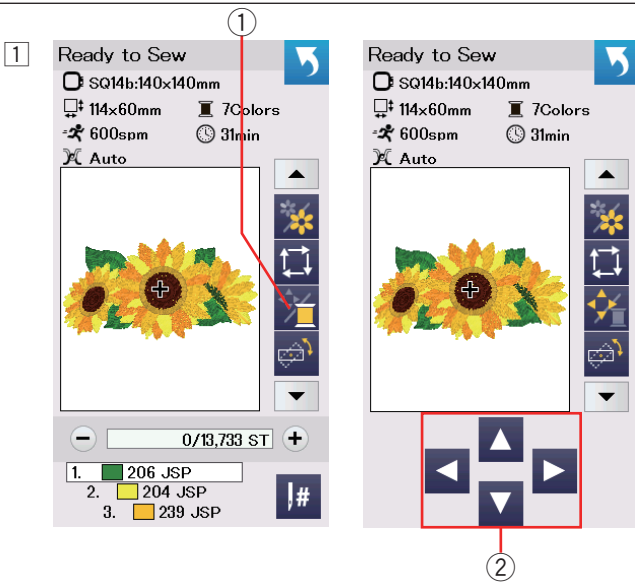 ①
1
Ready to Sew
SQ14b:140x140mm
114x60mm 7Colors
600spm 31min
Auto
0/13,733 ST
1. 206 JSP
2. 204 JSP
3. 239 JSP
#
Ready to Sew
SQ14b:140x140mm
114x60mm 7Colors
600spm 31min
Auto
②